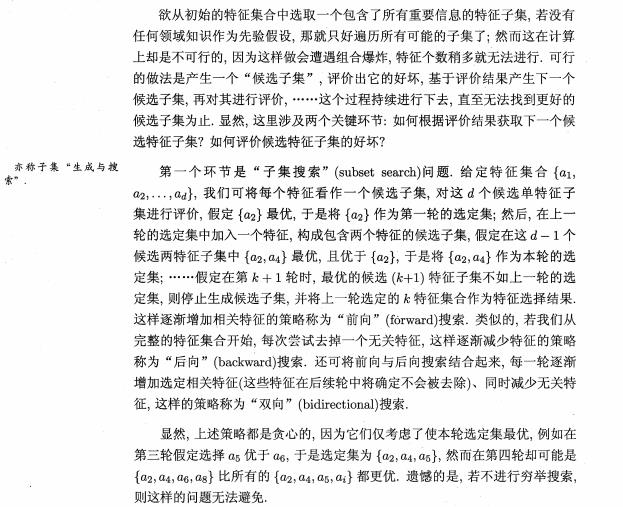 欲从初始的特征集合中选取一个包含了所有重要信息的特征子集, 若没有
任何领域知识作为先验假设, 那就只好遍历所有可能的子集了; 然而这在计算
上却是不可行的, 因为这样做会遭遇组合爆炸, 特征个数稍多就无法进行. 可行
的做法是产生一个“候选子集”, 评价出它的好坏, 基于评价结果产生下一个
候选子集, 再对其进行评价, ……这个过程持续进行下去, 直至无法找到更好的
候选子集为止. 显然, 这里涉及两个关键环节: 如何根据评价结果获取下一个候
选特征子集? 如何评价候选特征子集的好坏?
亦称子集“生成与搜
索”.
第一个环节是“子集搜索”(subset search)问题. 给定特征集合 {a₁,
a₂,...,a_d}, 我们可将每个特征看作一个候选子集, 对这 d 个候选单特征子
集进行评价, 假定 {a₂} 最优, 于是将 {a₂} 作为第一轮的选定集; 然后, 在上一
轮的选定集中加入一个特征, 构成包含两个特征的候选子集, 假定在这 d − 1 个
候选两特征子集中 {a₂, a₄} 最优, 且优于 {a₂}, 于是将 {a₂, a₄} 作为本轮的选
定集; ……假定在第 k + 1 轮时, 最优的候选 (k+1) 特征子集不如上一轮的选
定集, 则停止生成候选子集, 并将上一轮选定的 k 特征集合作为特征选择结果.
这样逐渐增加相关特征的策略称为“前向”(forward)搜索. 类似的, 若我们从
完整的特征集合开始, 每次尝试去掉一个无关特征, 这样逐渐减少特征的策略
称为“后向”(backward)搜索. 还可将前向与后向搜索结合起来, 每一轮逐渐
增加选定相关特征(这些特征在后续轮中将确定不会被去除)、同时减少无关特
征, 这样的策略称为“双向”(bidirectional)搜索.
显然, 上述策略都是贪心的, 因为它们仅考虑了使本轮选定集最优, 例如在
第三轮假定选择 a₅ 优于 a₆, 于是选定集为 {a₂, a₄, a₅}, 然而在第四轮却可能是
{a₂, a₄, a₆, a₈} 比所有的 {a₂, a₄, a₅, a_i} 都更优. 遗憾的是, 若不进行穷举搜索,
则这样的问题无法避免.